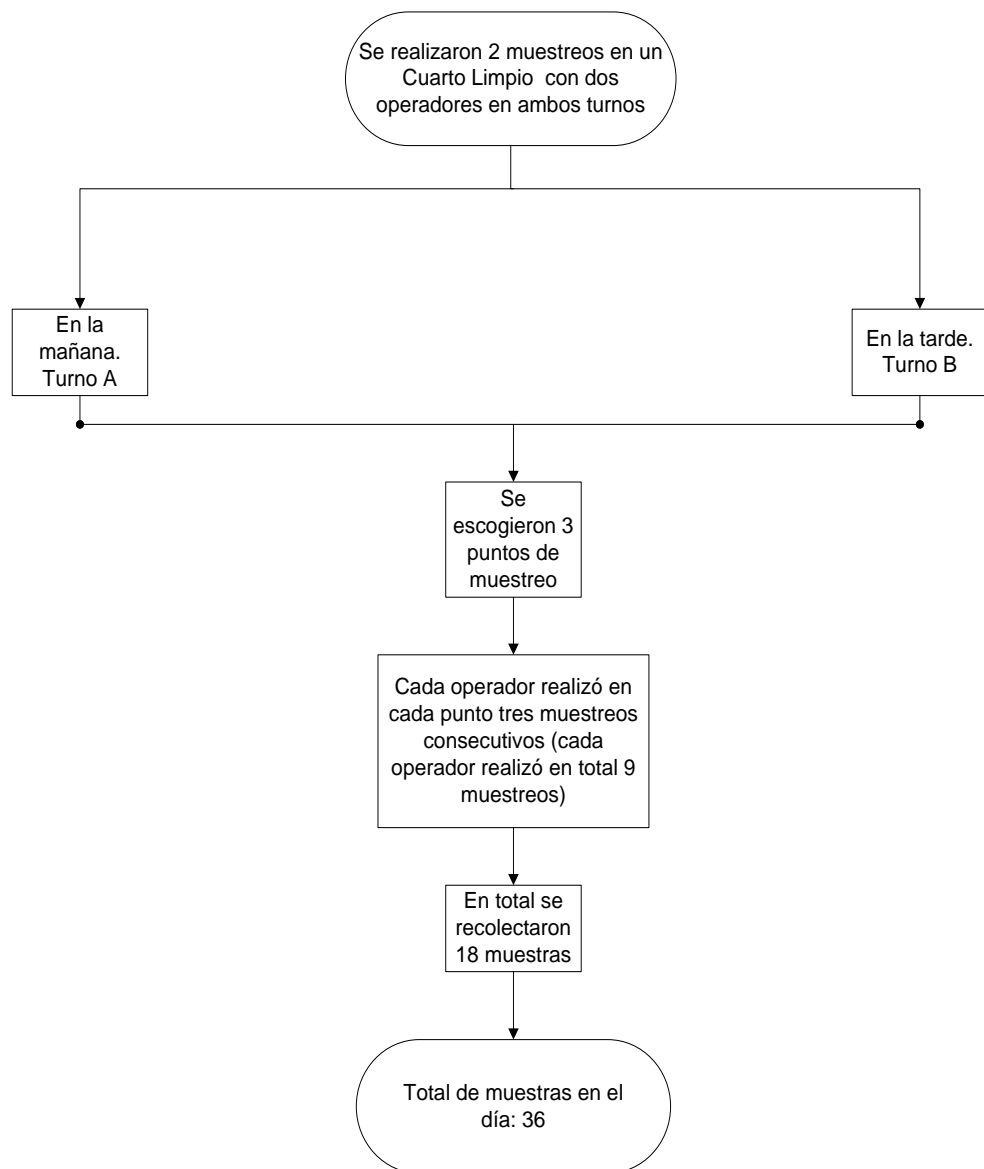 Se realizaron 2 muestreos en un
Cuarto Limpio con dos
operadores en ambos turnos
En la
mañana.
Turno A
En la tarde.
Turno B
Se
escogieron 3
puntos de
muestreo
Cada operador realizó en
cada punto tres muestreos
consecutivos (cada
operador realizó en total 9
muestreos)
En total se
recolectaron
18 muestras
Total de muestras en el
día: 36